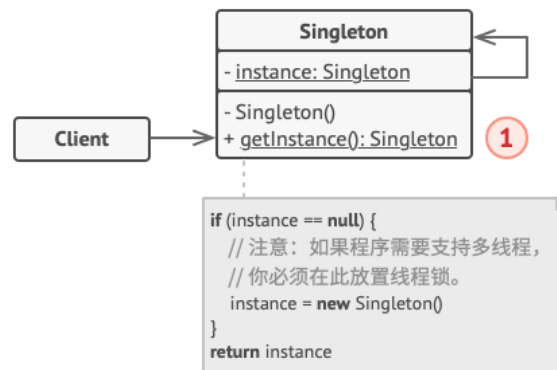 Singleton
- instance: Singleton
- Singleton()
+ getInstance(): Singleton
1
Client
if (instance == null) {
// 注意：如果程序需要支持多线程，
// 你必须在此放置线程锁。
instance = new Singleton()
}
return instance